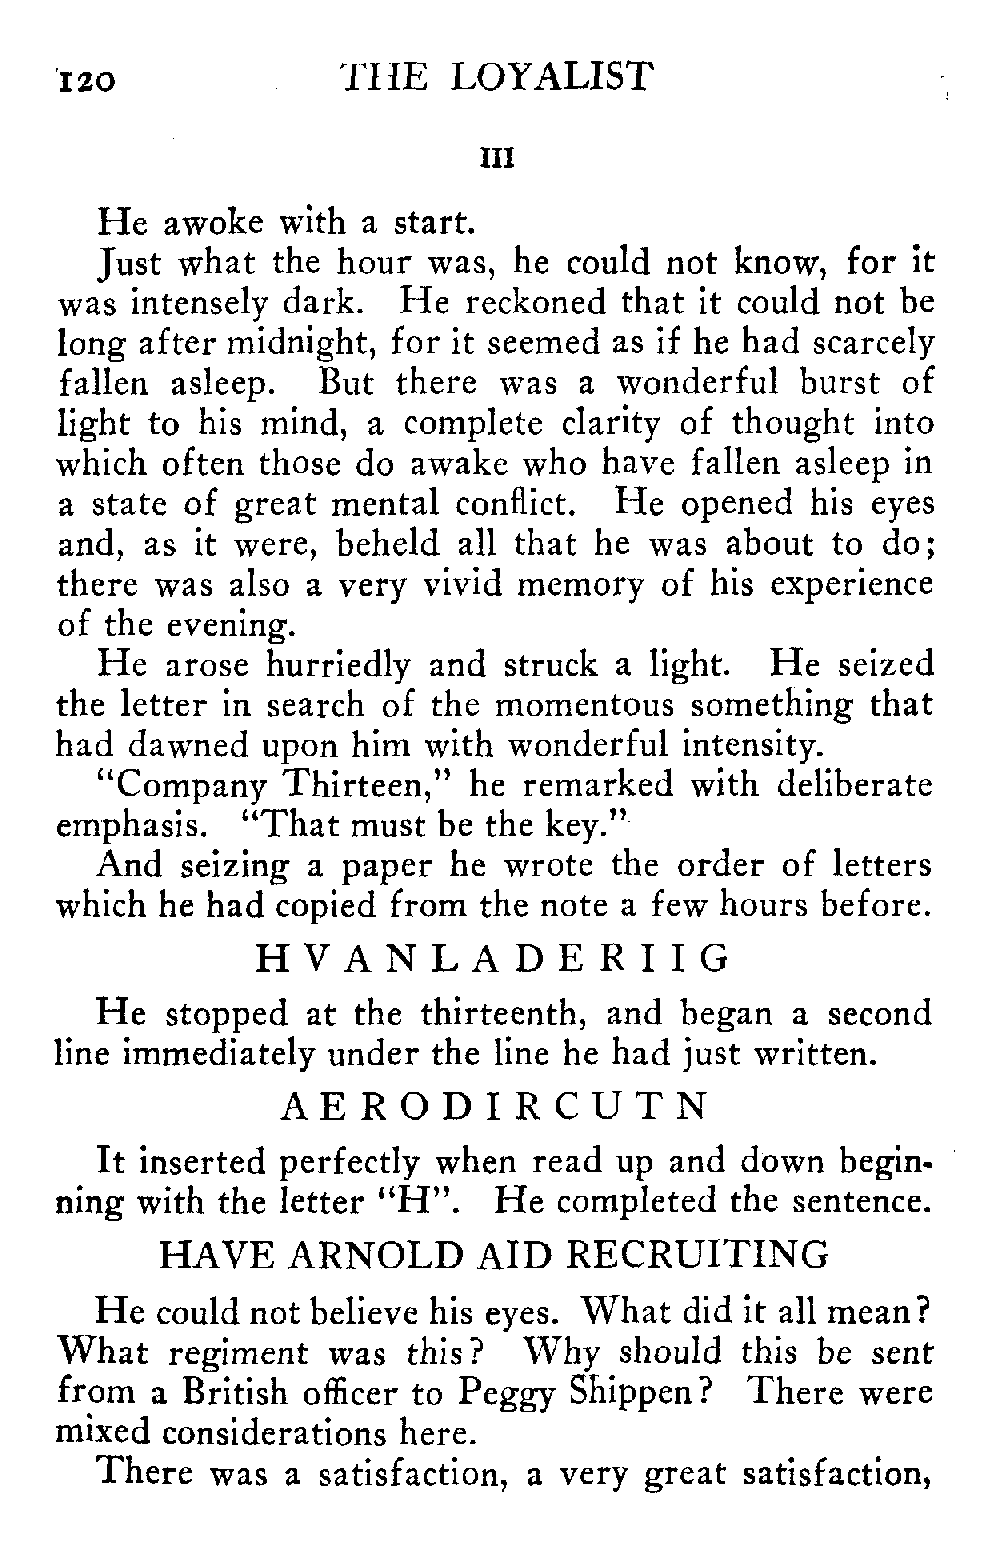 120 THE LOYALIST
III
He awoke with a start.
Just what the hour was, he could not know, for it
was intensely dark. He reckoned that it could not be
long after midnight, for it seemed as if he had scarcely
fallen asleep. But there was a wonderful burst of
light to his mind, a complete clarity of thought into
which often those do awake who have fallen asleep in
a state of great mental conflict. He opened his eyes
and, as it were, beheld all that he was about to do;
there was also a very vivid memory of his experience
of the evening.
He arose hurriedly and struck a light. He seized
the letter in search of the momentous something that
had dawned upon him with wonderful intensity.
"Company Thirteen," he remarked with deliberate
emphasis. "That must be the key."
And seizing a paper he wrote the order of letters
which he had copied from the note a few hours before.
H V A N L A D E R I I G
He stopped at the thirteenth, and began a second
line immediately under the line he had just written.
A E R O D I R C U T N
It inserted perfectly when read up and down begin-
ning with the letter "H". He completed the sentence.
HAVE ARNOLD AID RECRUITING
He could not believe his eyes. What did it all mean?
What regiment was this? Why should this be sent
from a British officer to Peggy Shippen? There were
mixed considerations here.
There was a satisfaction, a very great satisfaction,